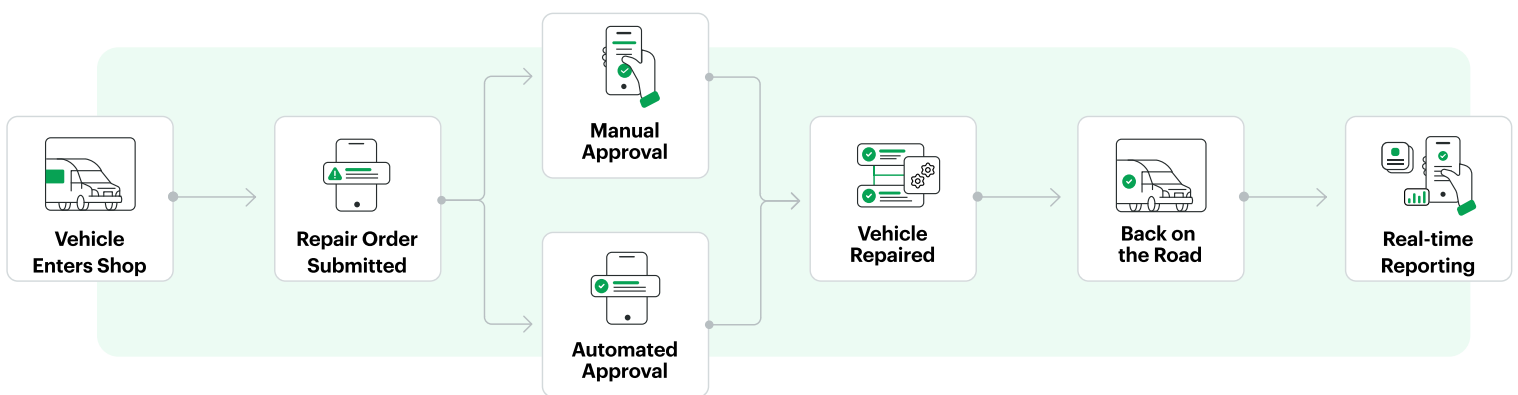 Vehicle
Enters Shop
Repair Order
Submitted
Manual
Approval
Automated
Approval
Vehicle
Repaired
Back on
the Road
Real-time
Reporting